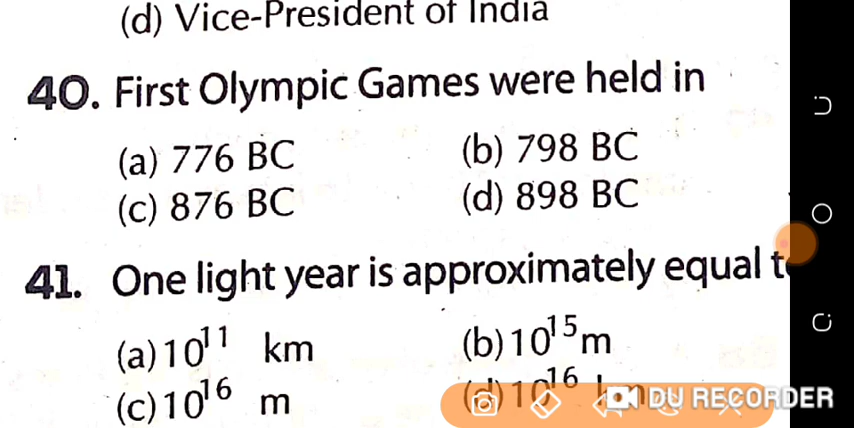 (d) Vice-President of India
40. First Olympic Games were held in
(a) 776 BC (b) 798 BC
(c) 876 BC (d) 898 BC
41. One light year is approximately equal
(a) 10¹¹ km (b) 10¹⁵ m
(c) 10¹⁶ m (d) 10¹⁶
DU RECORDER